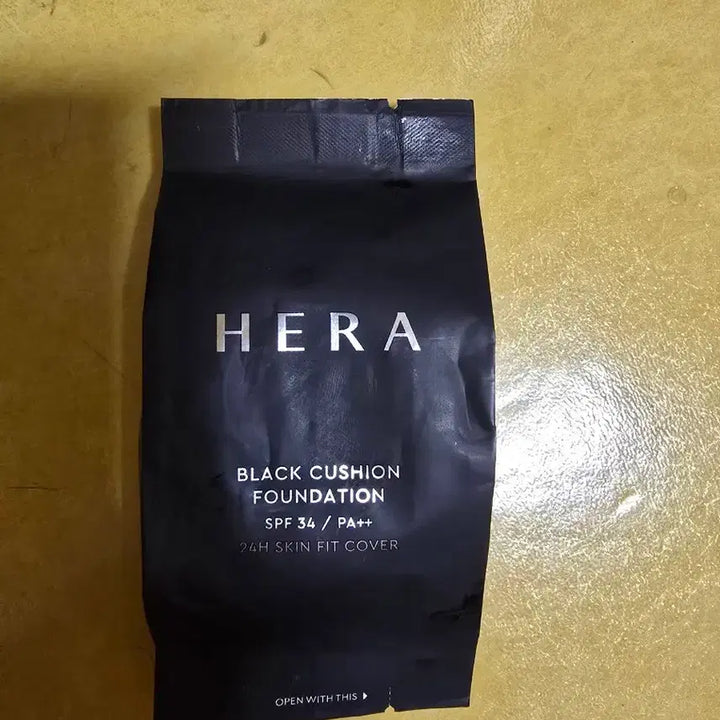 HERA
BLACK CUSHION
FOUNDATION
SPF 34 / PA++
24H SKIN FIT COVER
OPEN WITH THIS ▶